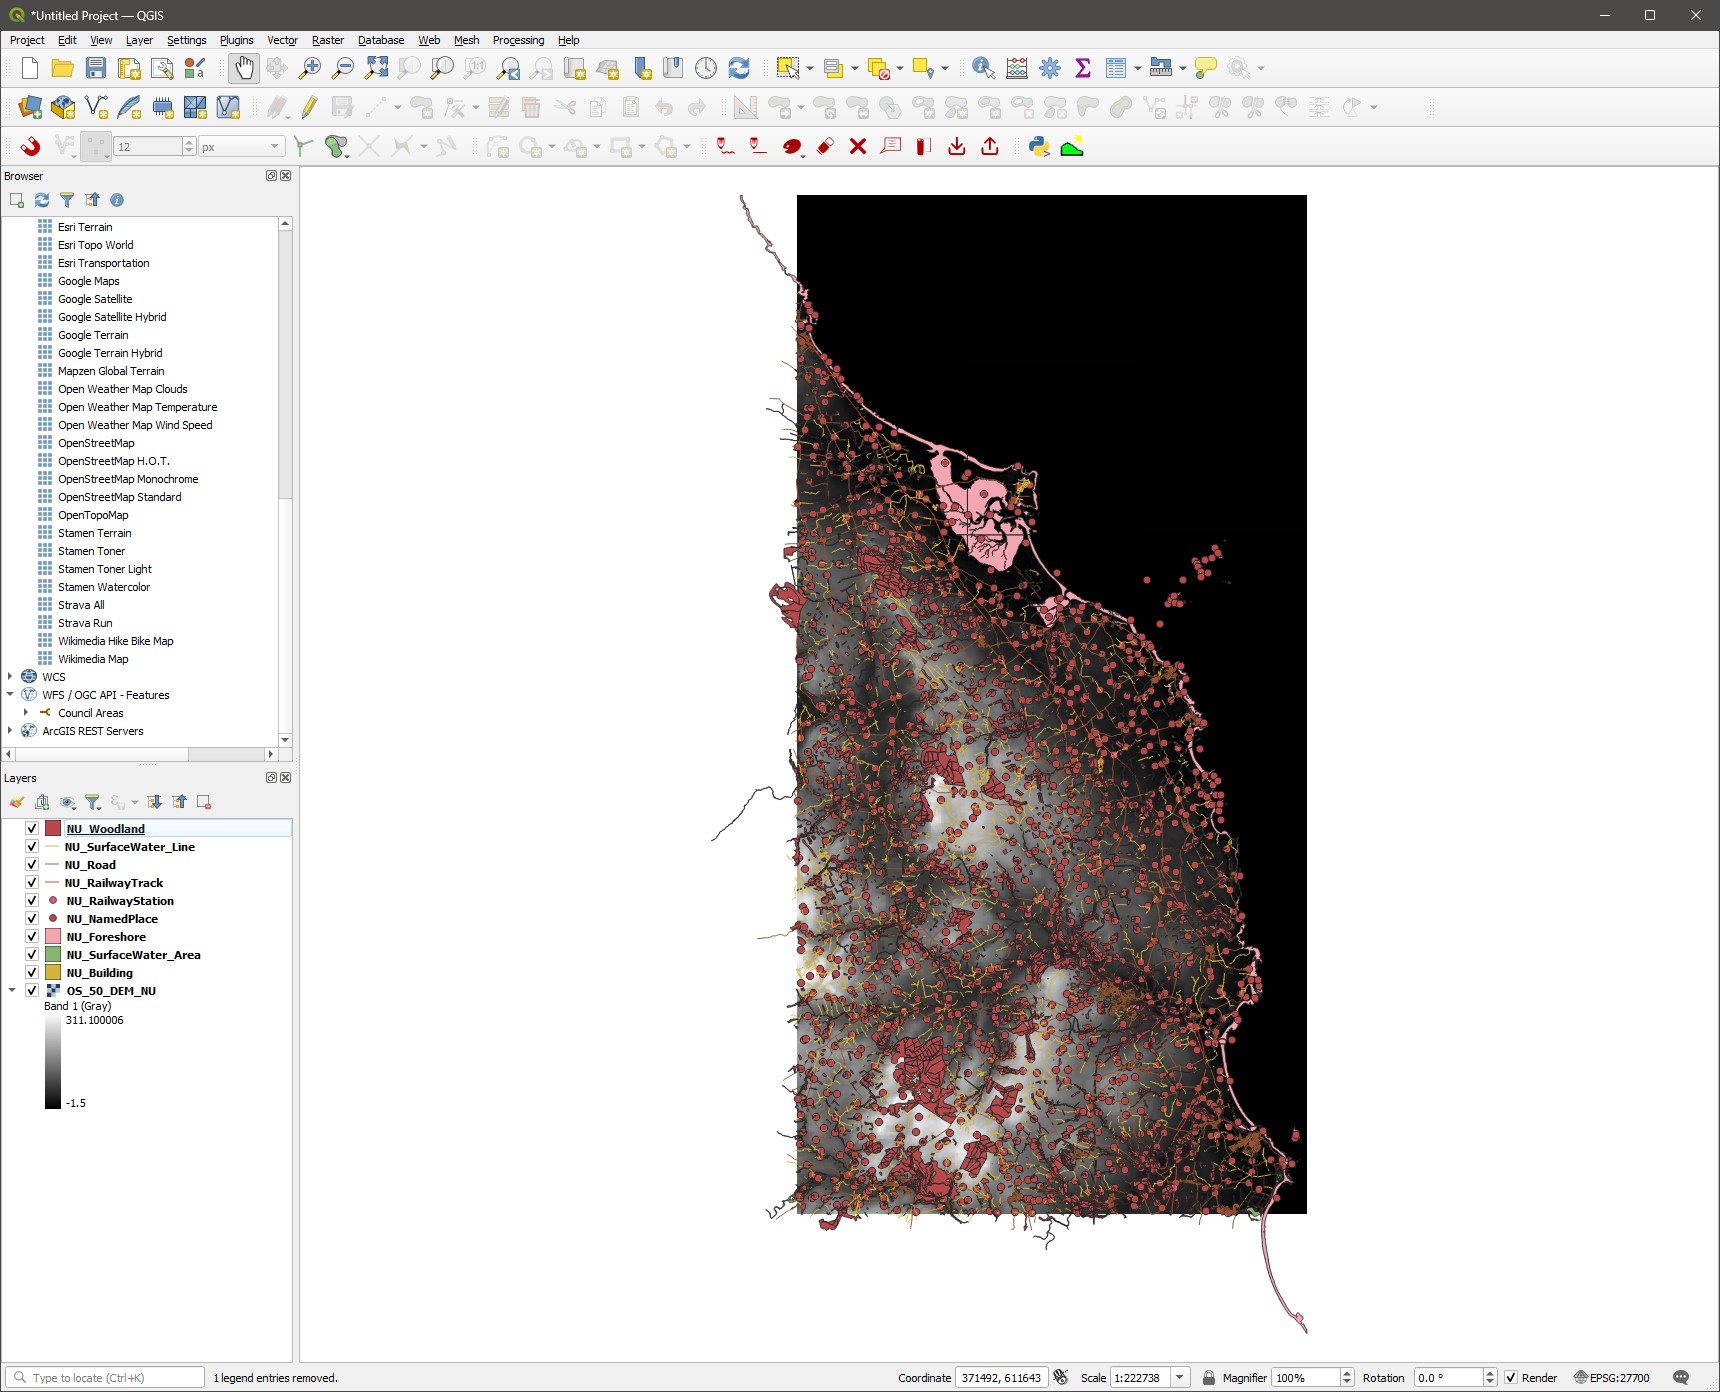 *Untitled Project — QGIS
Project Edit View Layer Settings Plugins Vector Raster Database Web Mesh Processing Help
12 px
Browser
Esri Terrain
Esri Topo World
Esri Transportation
Google Maps
Google Satellite
Google Satellite Hybrid
Google Terrain
Google Terrain Hybrid
Mapzen Global Terrain
Open Weather Map Clouds
Open Weather Map Temperature
Open Weather Map Wind Speed
OpenStreetMap
OpenStreetMap H.O.T.
OpenStreetMap Monochrome
OpenStreetMap Standard
OpenTopoMap
Stamen Terrain
Stamen Toner
Stamen Toner Light
Stamen Watercolor
Strava All
Strava Run
Wikimedia Hike Bike Map
Wikimedia Map
WCS
WFS / OGC API - Features
Council Areas
ArcGIS REST Servers
Layers
NU_Woodland
NU_SurfaceWater_Line
NU_Road
NU_RailwayTrack
NU_RailwayStation
NU_NamedPlace
NU_Foreshore
NU_SurfaceWater_Area
NU_Building
OS_50_DEM_NU
Band 1 (Gray)
311.100006
-1.5
Type to locate (Ctrl+K) 1 legend entries removed. Coordinate 371492, 611643 Scale 1:222738 Magnifier 100% Rotation 0.0 ° Render EPSG:27700